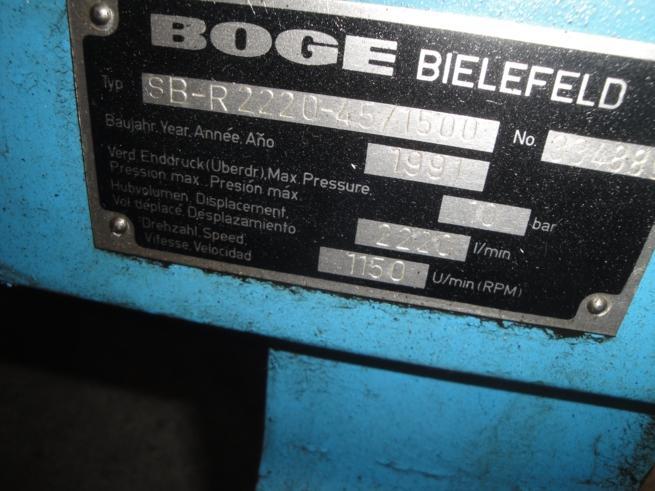 BOGE BIELEFELD
Typ SB-R 2220-45/1500 No.
Baujahr, Year, Année, Año 1991
Verd. Enddruck (Überdr), Max. Pressure,
Pression max., Presión máx. 10 bar
Hubvolumen, Displacement,
Vol déplacé, Desplazamiento 2220 l/min
Drehzahl, Speed,
Vitesse, Velocidad 1150 U/min (RPM)